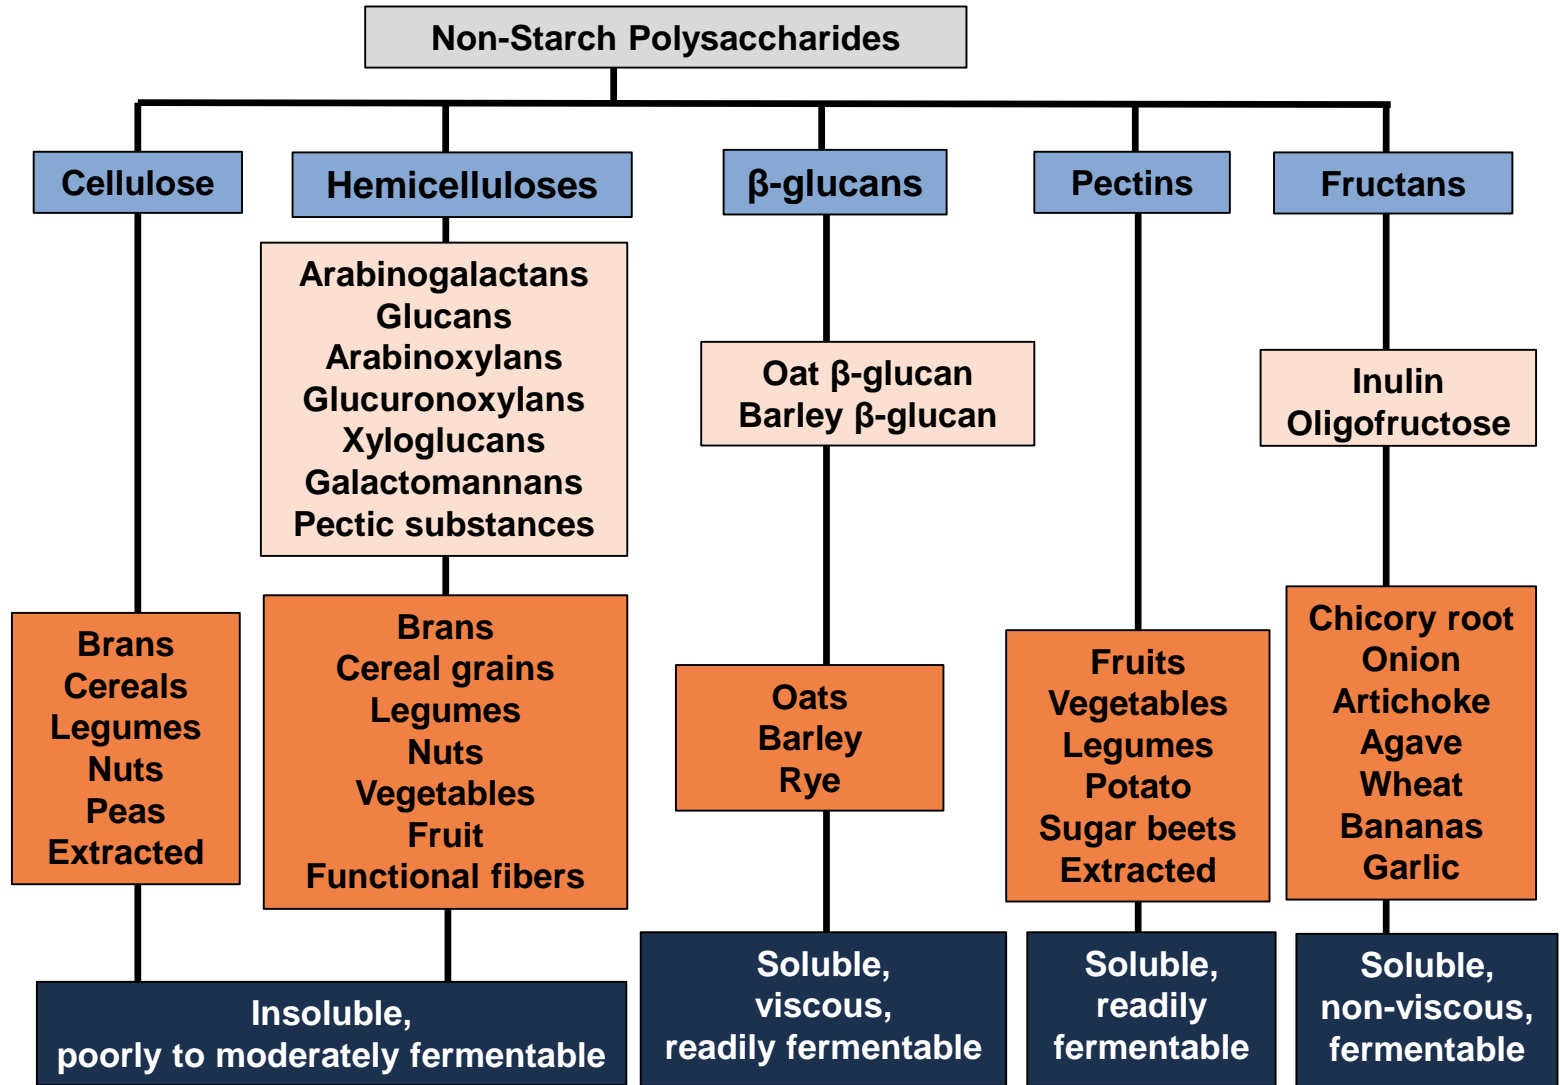 Non-Starch Polysaccharides
Cellulose
Hemicelluloses
β-glucans
Pectins
Fructans
Arabinogalactans
Glucans
Arabinoxylans
Glucuronoxylans
Xyloglucans
Galactomannans
Pectic substances
Oat β-glucan
Barley β-glucan
Inulin
Oligofructose
Brans
Cereals
Legumes
Nuts
Peas
Extracted
Brans
Cereal grains
Legumes
Nuts
Vegetables
Fruit
Functional fibers
Oats
Barley
Rye
Fruits
Vegetables
Legumes
Potato
Sugar beets
Extracted
Chicory root
Onion
Artichoke
Agave
Wheat
Bananas
Garlic
Insoluble,
poorly to moderately fermentable
Soluble,
viscous,
readily fermentable
Soluble,
readily
fermentable
Soluble,
non-viscous,
fermentable